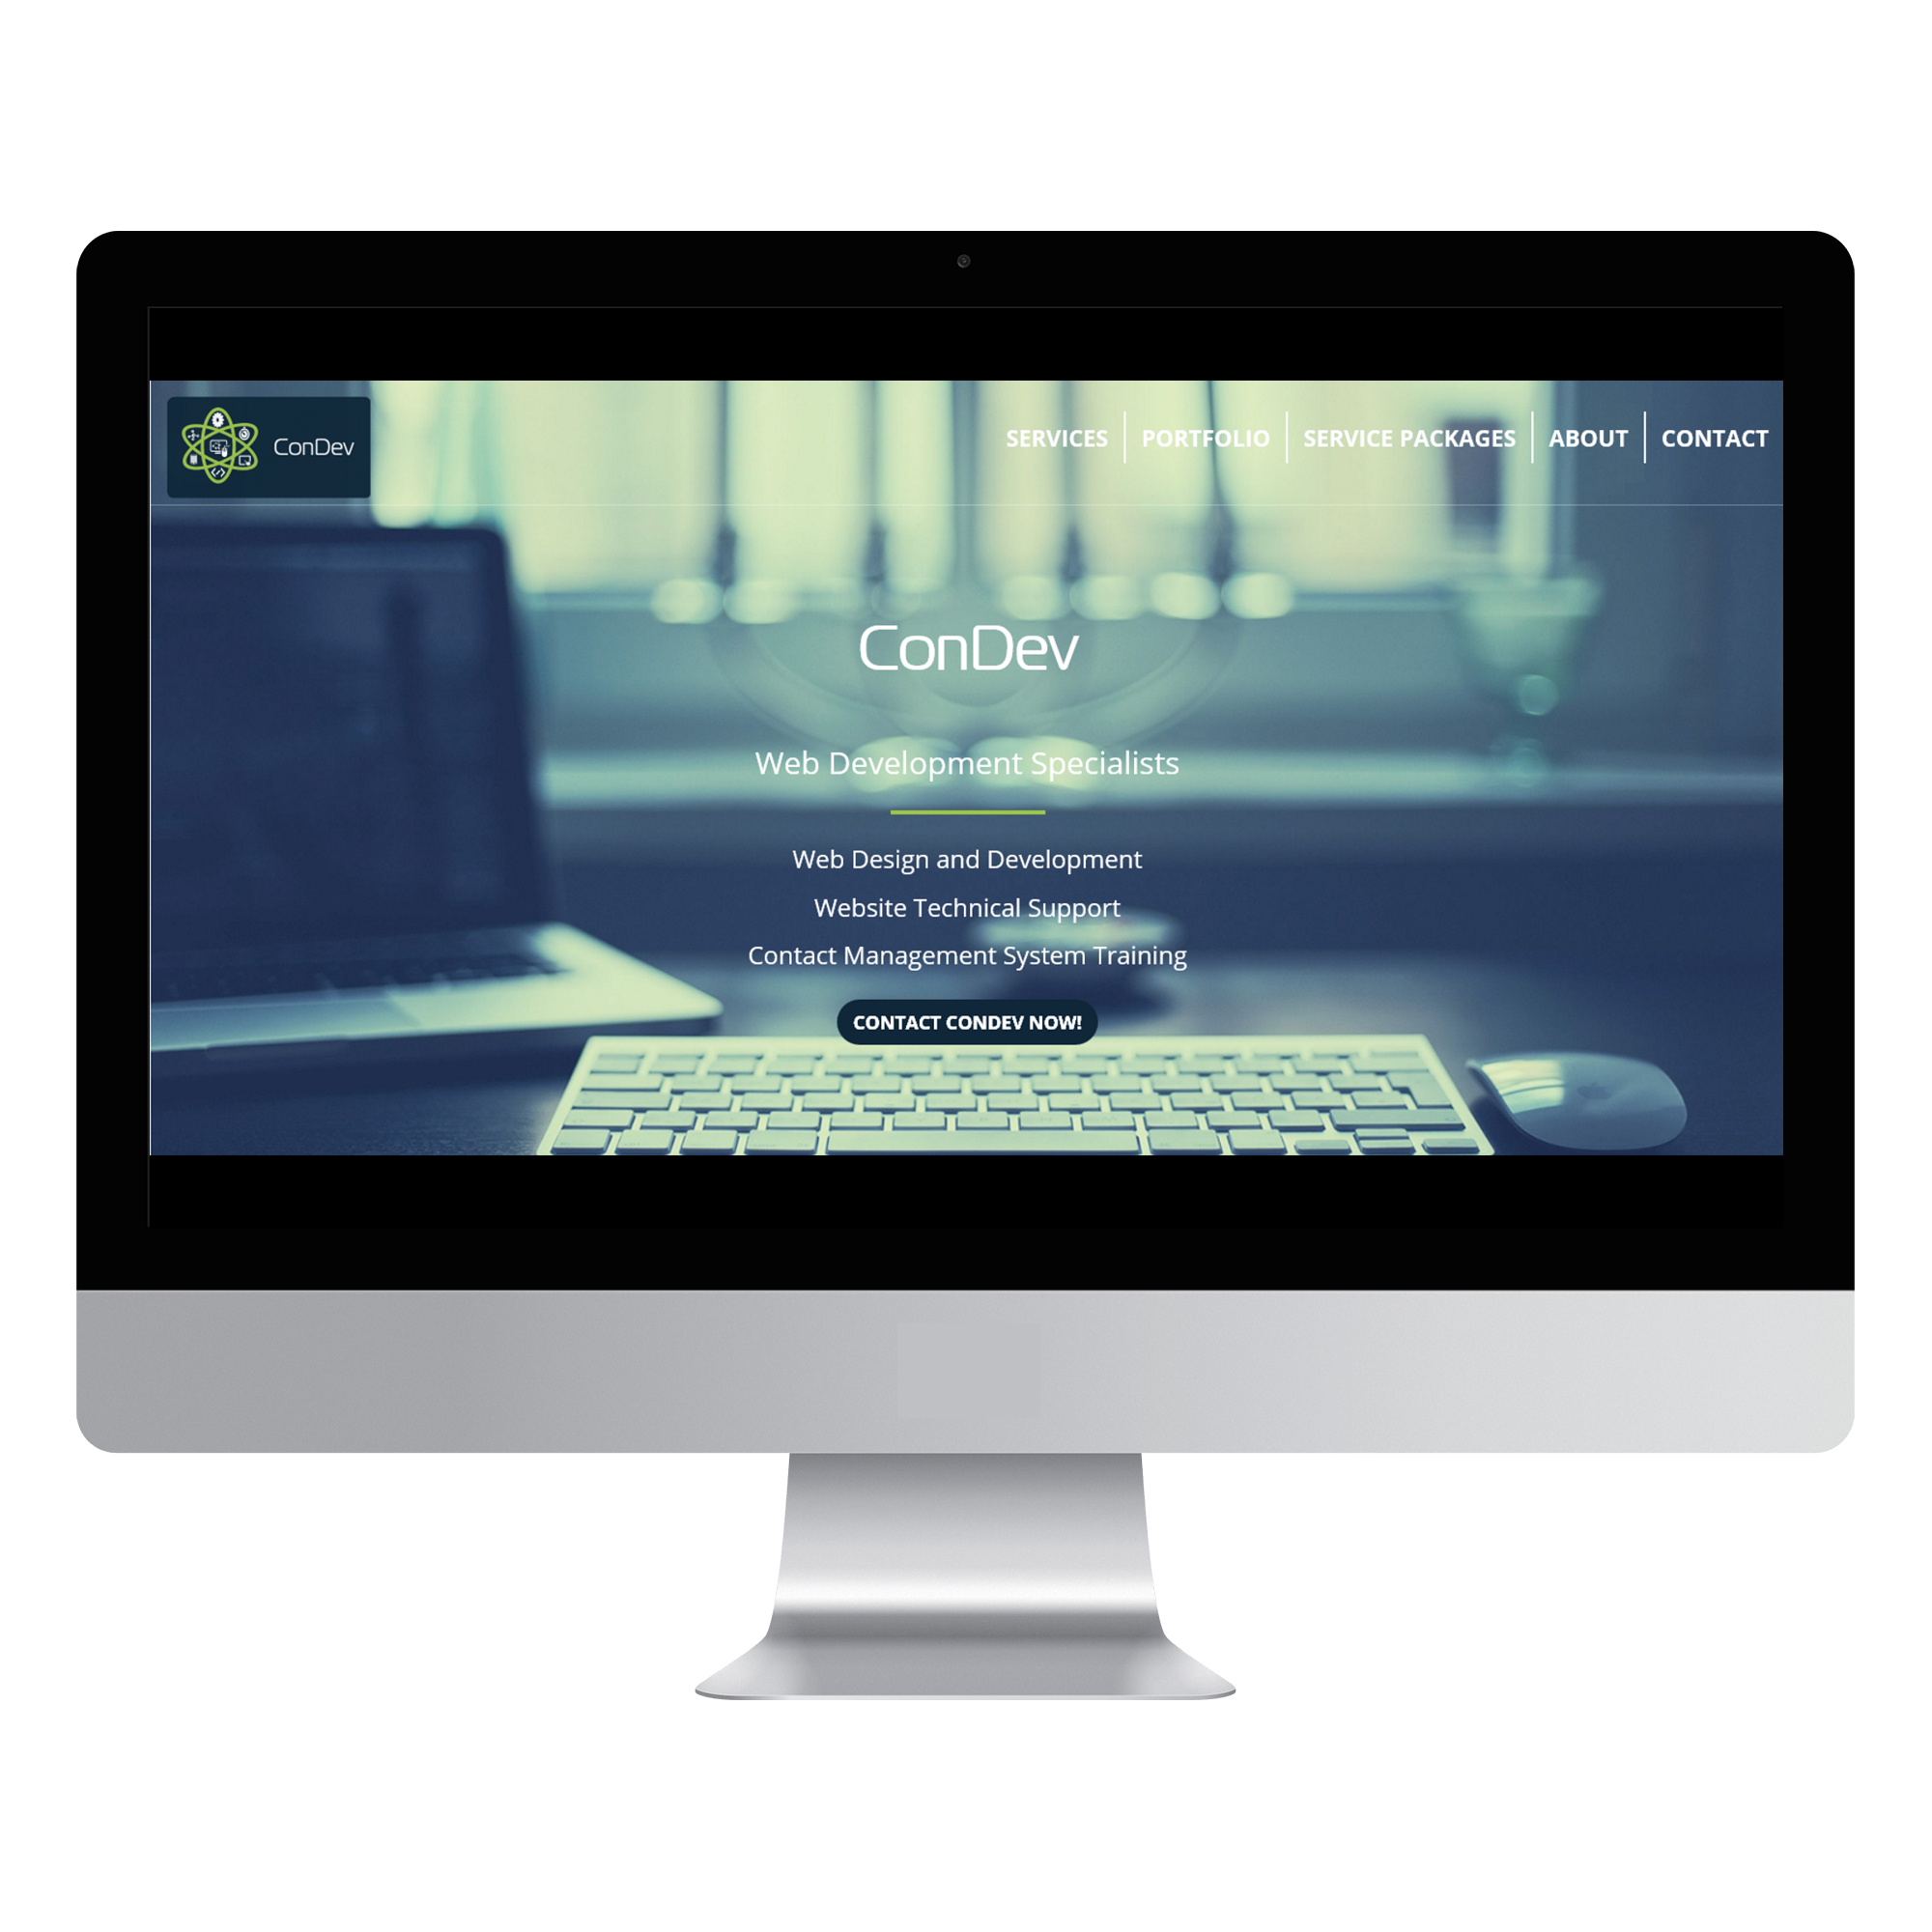 ConDev
SERVICES PORTFOLIO SERVICE PACKAGES ABOUT CONTACT
ConDev
Web Development Specialists
Web Design and Development
Website Technical Support
Contact Management System Training
CONTACT CONDEV NOW!